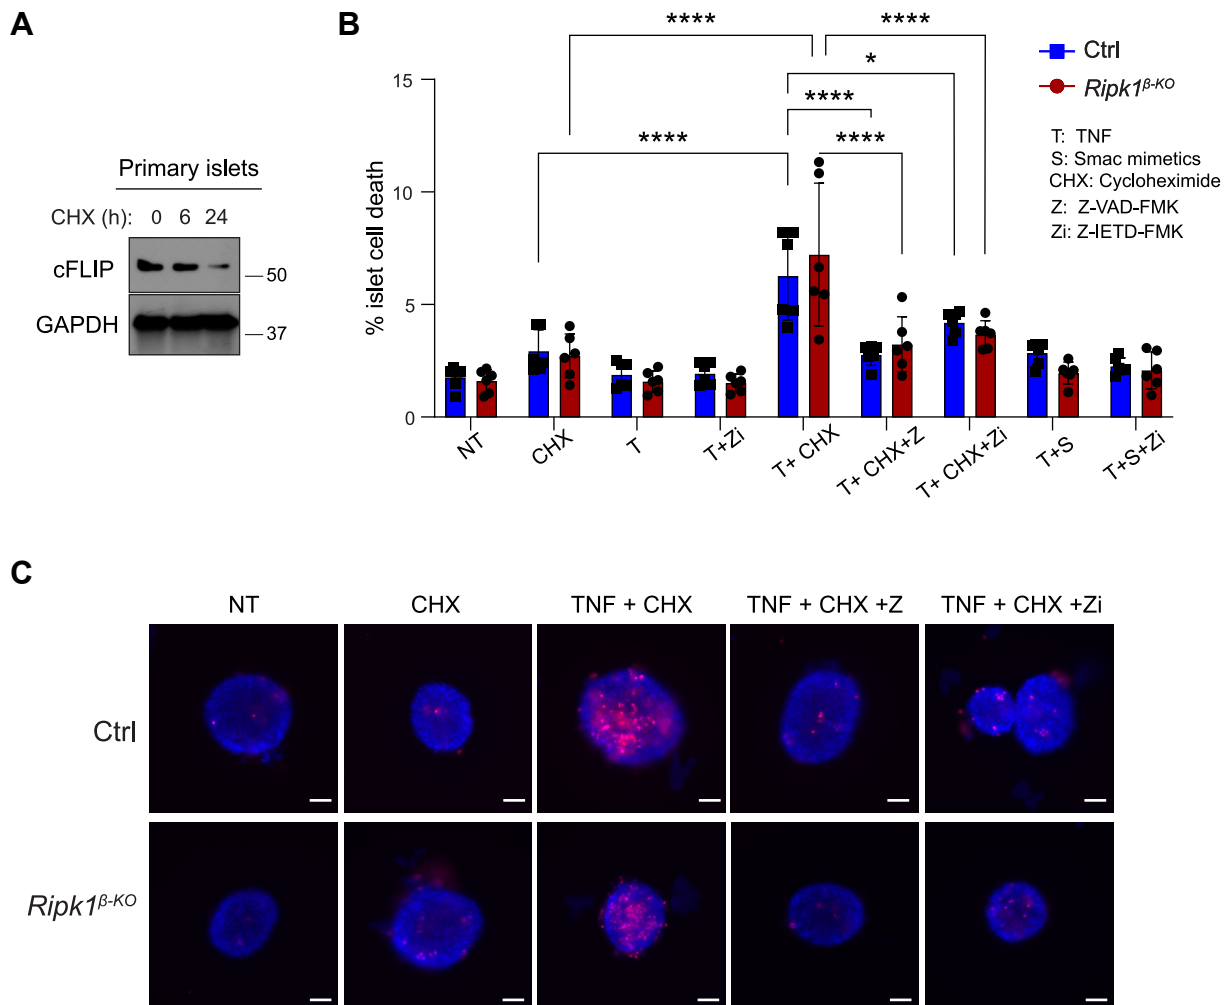 A
Primary islets
CHX (h): 0 6 24
cFLIP
50
GAPDH
37
B
****
****
*
****
****
****
% islet cell death
15
10
5
0
NT
CHX
T
T+Zi
T+ CHX
T+ CHX+Z
T+ CHX+Zi
T+S
T+S+Zi
Ctrl
Ripk1β-KO
T: TNF
S: Smac mimetics
CHX: Cycloheximide
Z: Z-VAD-FMK
Zi: Z-IETD-FMK
C
NT CHX TNF + CHX TNF + CHX +Z TNF + CHX +Zi
Ctrl
Ripk1β-KO